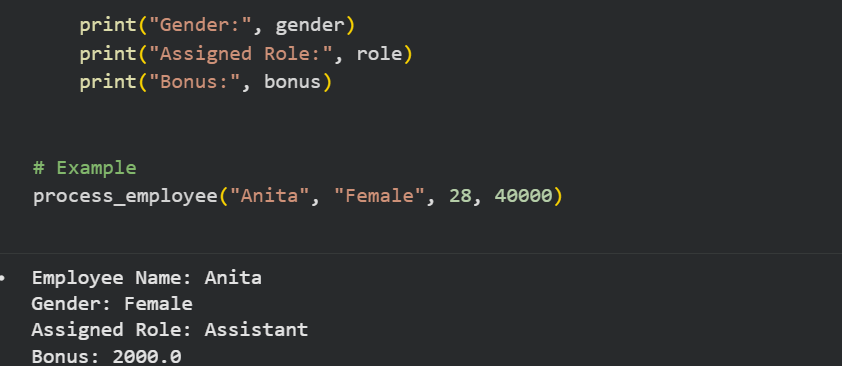 print("Gender:", gender)
print("Assigned Role:", role)
print("Bonus:", bonus)
# Example
process_employee("Anita", "Female", 28, 40000)
Employee Name: Anita
Gender: Female
Assigned Role: Assistant
Bonus: 2000.0